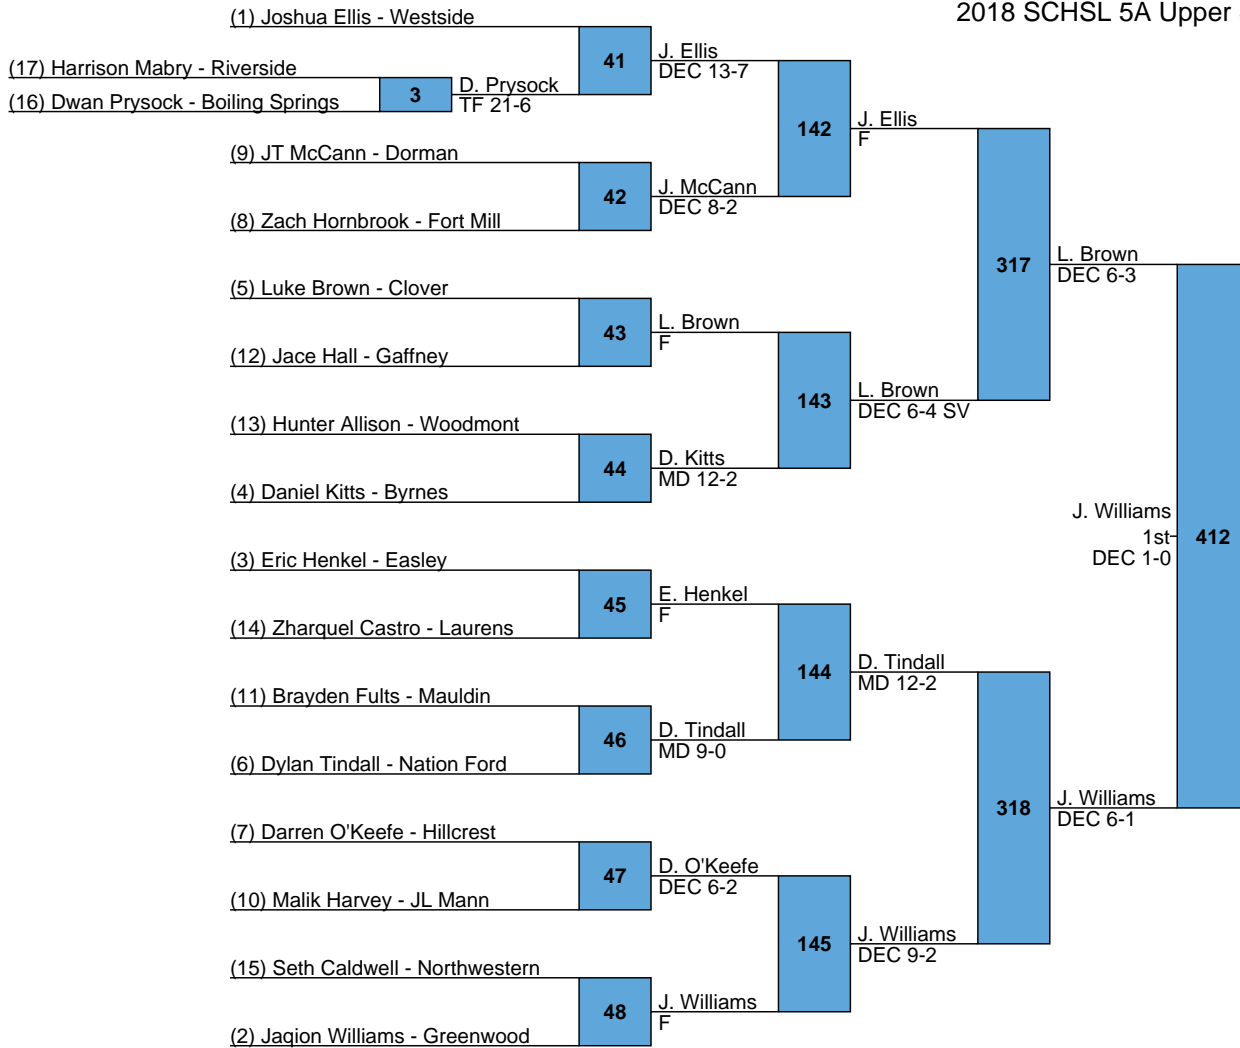 2018 SCHSL 5A Upper
(1) Joshua Ellis - Westside
(17) Harrison Mabry - Riverside
(16) Dwan Prysock - Boiling Springs
3
D. Prysock
TF 21-6
41
J. Ellis
DEC 13-7
(9) JT McCann - Dorman
(8) Zach Hornbrook - Fort Mill
42
J. McCann
DEC 8-2
142
J. Ellis
F
(5) Luke Brown - Clover
(12) Jace Hall - Gaffney
43
L. Brown
F
(13) Hunter Allison - Woodmont
(4) Daniel Kitts - Byrnes
44
D. Kitts
MD 12-2
143
L. Brown
DEC 6-4 SV
317
L. Brown
DEC 6-3
(3) Eric Henkel - Easley
(14) Zharquel Castro - Laurens
45
E. Henkel
F
(11) Brayden Fults - Mauldin
(6) Dylan Tindall - Nation Ford
46
D. Tindall
MD 9-0
144
D. Tindall
MD 12-2
(7) Darren O'Keefe - Hillcrest
(10) Malik Harvey - JL Mann
47
D. O'Keefe
DEC 6-2
(15) Seth Caldwell - Northwestern
(2) Jaqion Williams - Greenwood
48
J. Williams
F
145
J. Williams
DEC 9-2
318
J. Williams
DEC 6-1
412
J. Williams
1st
DEC 1-0